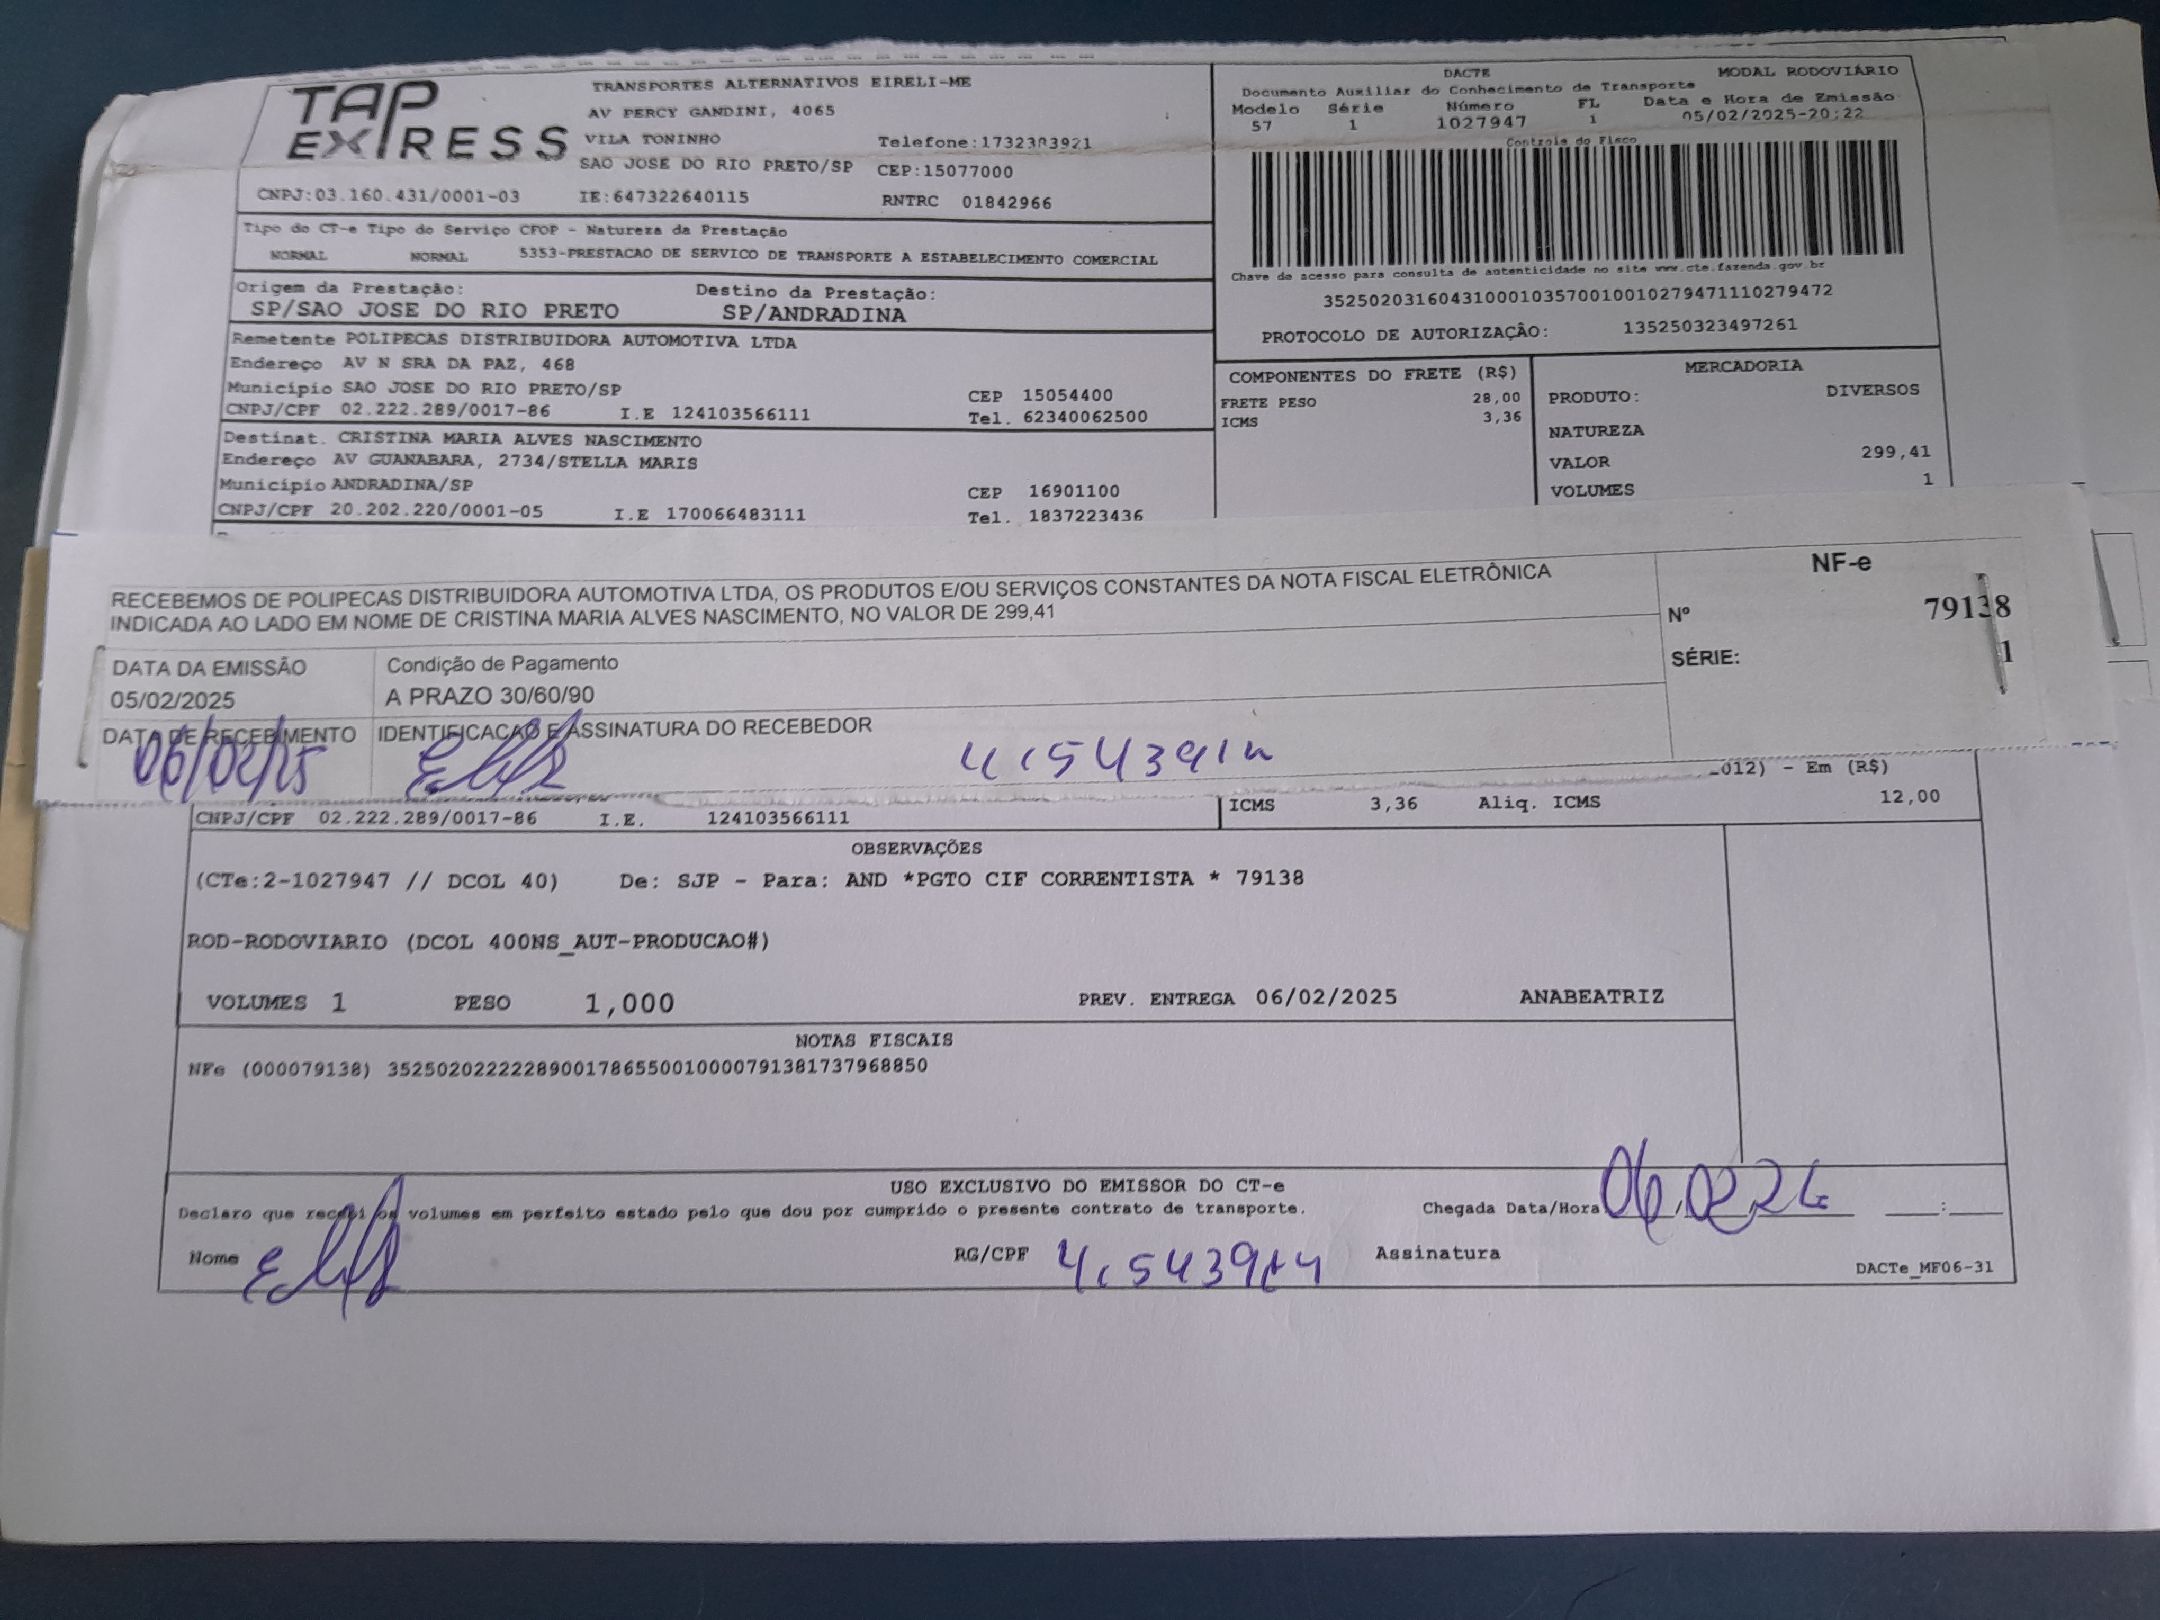 TAP EXPRESS
TRANSPORTES ALTERNATIVOS EIRELI-ME
AV PERCY GANDINI, 4065
VILA TONINHO
Telefone:1732383921
SAO JOSE DO RIO PRETO/SP CEP:15077000
CNPJ:03.160.431/0001-03 IE:647322640115 RNTRC 01842966
DACTE MODAL RODOVIÁRIO
Documento Auxiliar do Conhecimento de Transporte
Modelo Série Número FL Data e Hora de Emissão
57 1 1027947 1 05/02/2025-20:22
Controle do Fisco
Chave de acesso para consulta de autenticidade no site www.cte.fazenda.gov.br
35250203160431000103570010010279471110279472
PROTOCOLO DE AUTORIZAÇÃO: 135250323497261
Tipo do CT-e Tipo do Serviço CFOP - Natureza da Prestação
NORMAL NORMAL 5353-PRESTACAO DE SERVICO DE TRANSPORTE A ESTABELECIMENTO COMERCIAL
Origem da Prestação: Destino da Prestação:
SP/SAO JOSE DO RIO PRETO SP/ANDRADINA
Remetente POLIPECAS DISTRIBUIDORA AUTOMOTIVA LTDA
Endereço AV N SRA DA PAZ, 468
Município SAO JOSE DO RIO PRETO/SP CEP 15054400
CNPJ/CPF 02.222.289/0017-86 I.E 124103566111 Tel. 62340062500
Destinat. CRISTINA MARIA ALVES NASCIMENTO
Endereço AV GUANABARA, 2734/STELLA MARIS
Município ANDRADINA/SP CEP 16901100
CNPJ/CPF 20.202.220/0001-05 I.E 170066483111 Tel. 1837223436
COMPONENTES DO FRETE (R$)
FRETE PESO 28,00
ICMS 3,36
MERCADORIA
PRODUTO: DIVERSOS
NATUREZA
VALOR 299,41
VOLUMES 1
RECEBEMOS DE POLIPECAS DISTRIBUIDORA AUTOMOTIVA LTDA, OS PRODUTOS E/OU SERVIÇOS CONSTANTES DA NOTA FISCAL ELETRÔNICA
INDICADA AO LADO EM NOME DE CRISTINA MARIA ALVES NASCIMENTO, NO VALOR DE 299,41
NF-e
Nº 79138
SÉRIE: 1
DATA DA EMISSÃO Condição de Pagamento
05/02/2025 A PRAZO 30/60/90
DATA DE RECEBIMENTO IDENTIFICACAO E ASSINATURA DO RECEBEDOR
06/02/25
2012) - Em (R$)
ICMS 3,36 Aliq. ICMS 12,00
CNPJ/CPF 02.222.289/0017-86 I.E. 124103566111
OBSERVAÇÕES
(CTe:2-1027947 // DCOL 40) De: SJP - Para: AND *PGTO CIF CORRENTISTA * 79138
ROD-RODOVIARIO (DCOL 400NS_AUT-PRODUCAO#)
VOLUMES 1 PESO 1,000 PREV. ENTREGA 06/02/2025 ANABEATRIZ
NOTAS FISCAIS
NFe (000079138) 35250202222289001786550010000791381737968850
USO EXCLUSIVO DO EMISSOR DO CT-e
Declaro que recebi os volumes em perfeito estado pelo que dou por cumprido o presente contrato de transporte.
Chegada Data/Hora
Nome RG/CPF Assinatura
DACTe_MF06-31